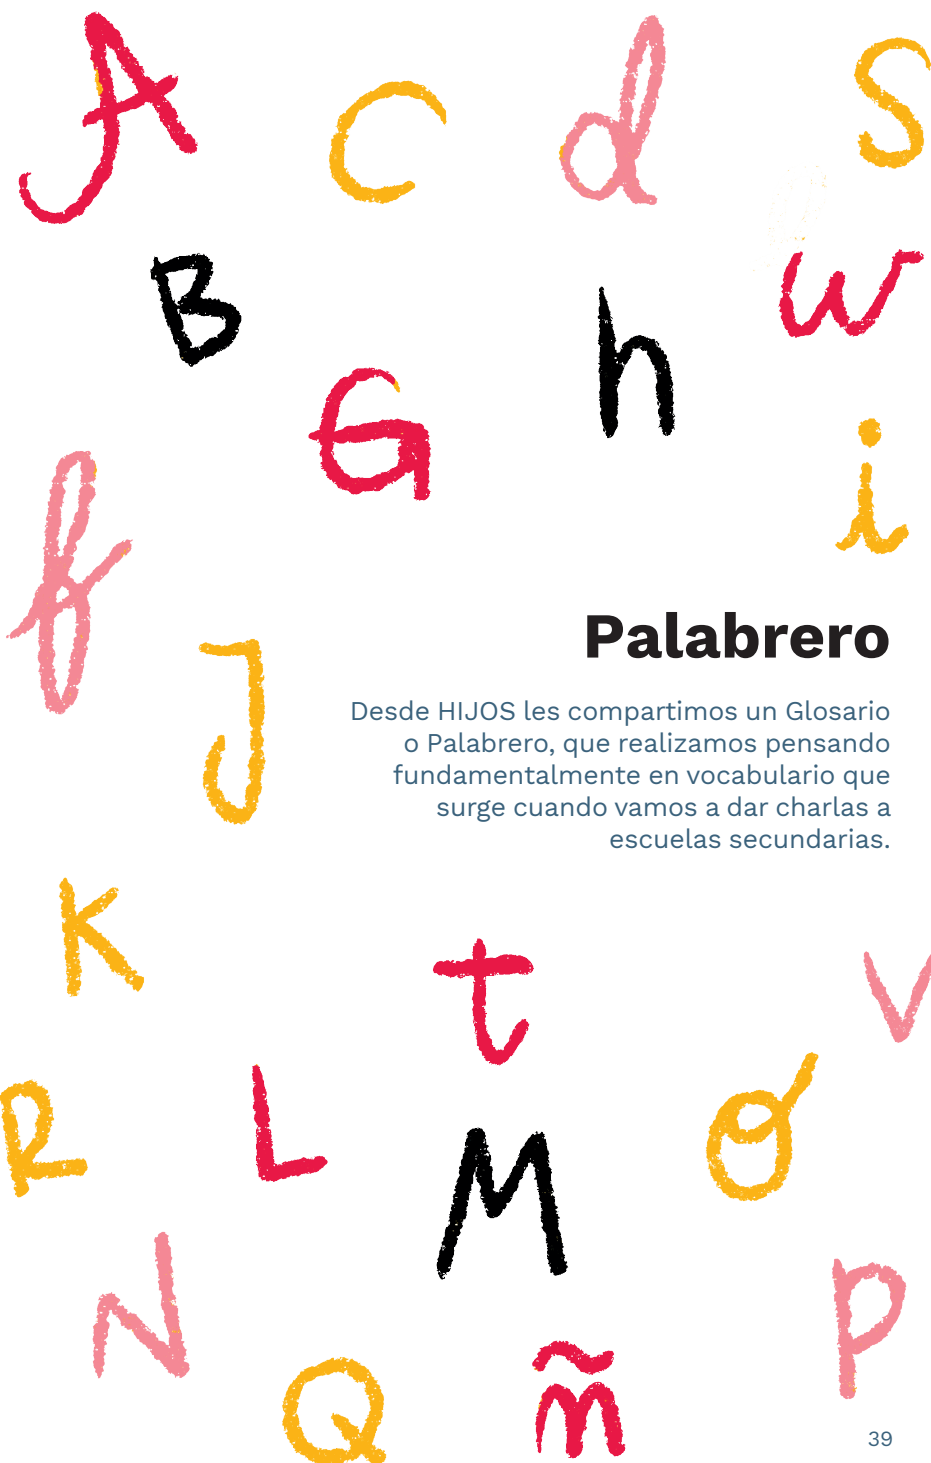 A c d s
B h w
G
f i
Palabrero
J
Desde HIJOS les compartimos un Glosario
o Palabrero, que realizamos pensando
fundamentalmente en vocabulario que
surge cuando vamos a dar charlas a
escuelas secundarias.
K
t v
R L M o
N p
Q ñ
39